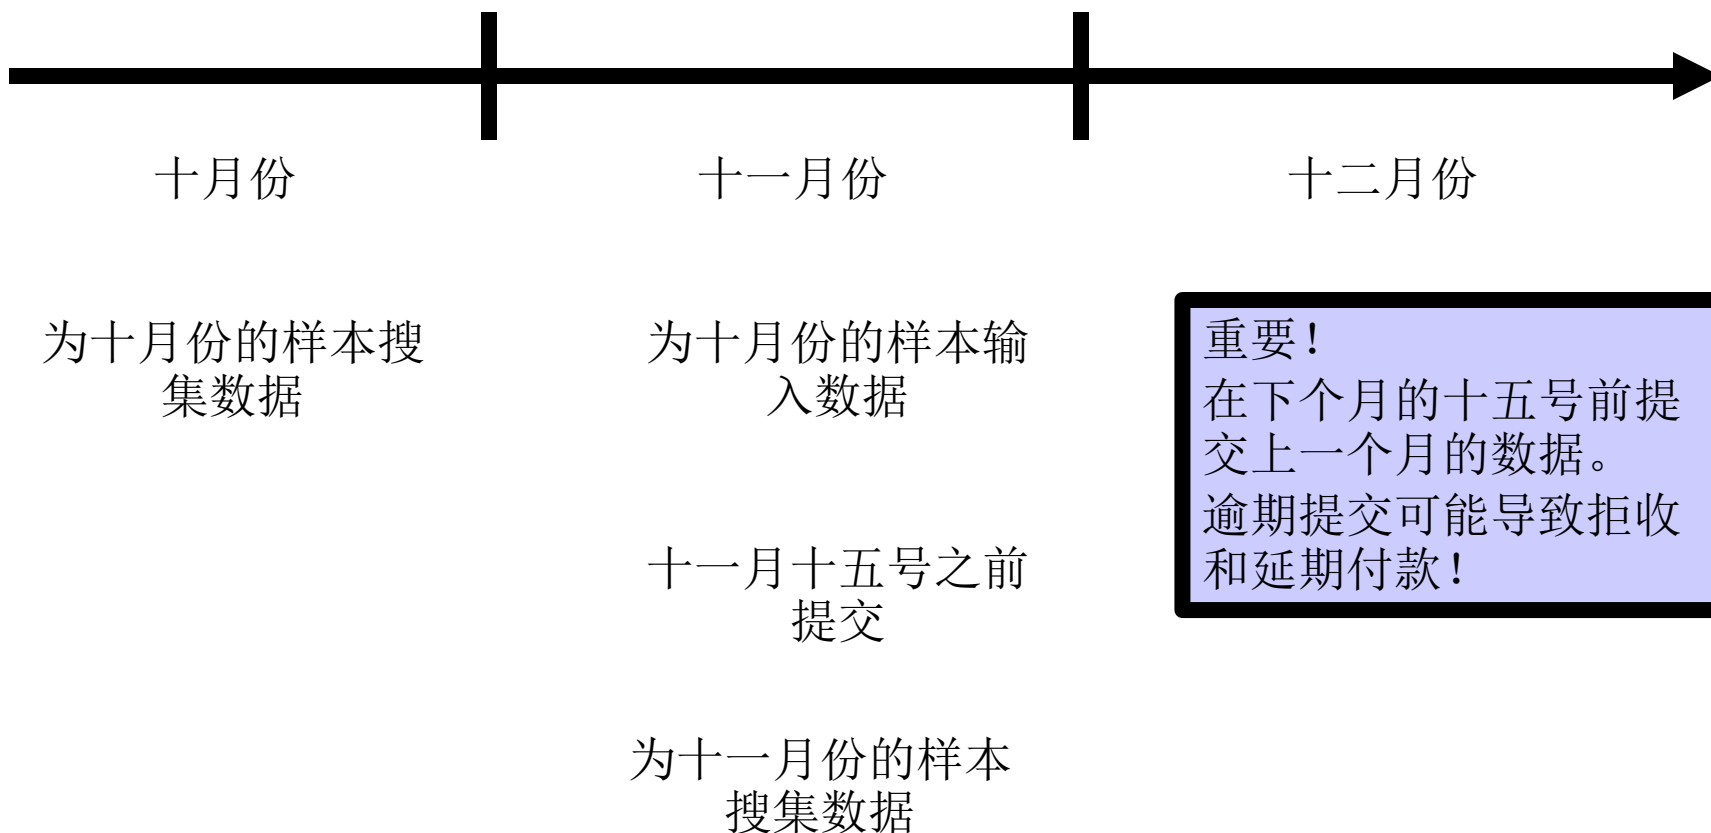 十月份
十一月份
十二月份
为十月份的样本搜
集数据
为十月份的样本输
入数据
十一月十五号之前
提交
为十一月份的样本
搜集数据
重要！
在下个月的十五号前提
交上一个月的数据。
逾期提交可能导致拒收
和延期付款！